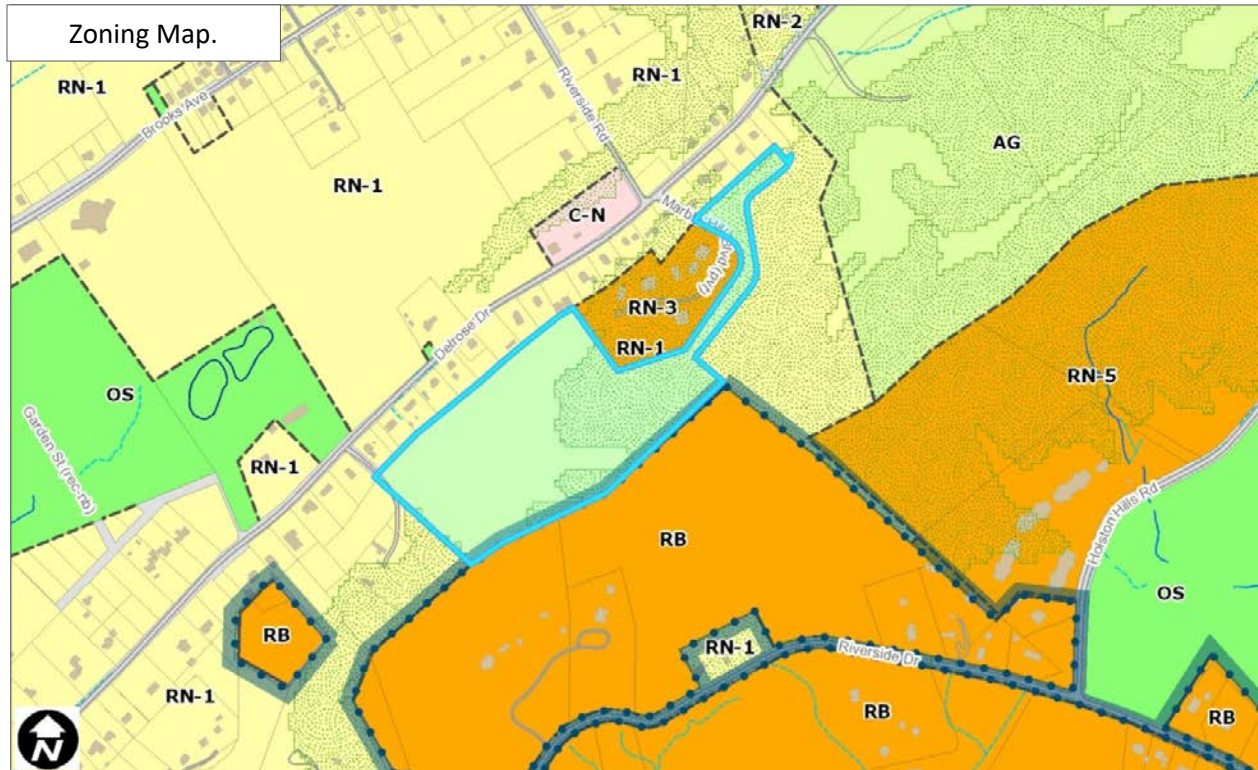 Zoning Map.
RN-2
RN-1
RN-1
Brooks Ave
Riverside Rd
AG
RN-1
C-N
Delrose Dr
RN-3
RN-1
RN-5
OS
Garden St (rec-nb)
RN-1
Holston Hills Rd
RB
OS
RB
RN-1
Riverside Dr
RN-1
RB
RB
N